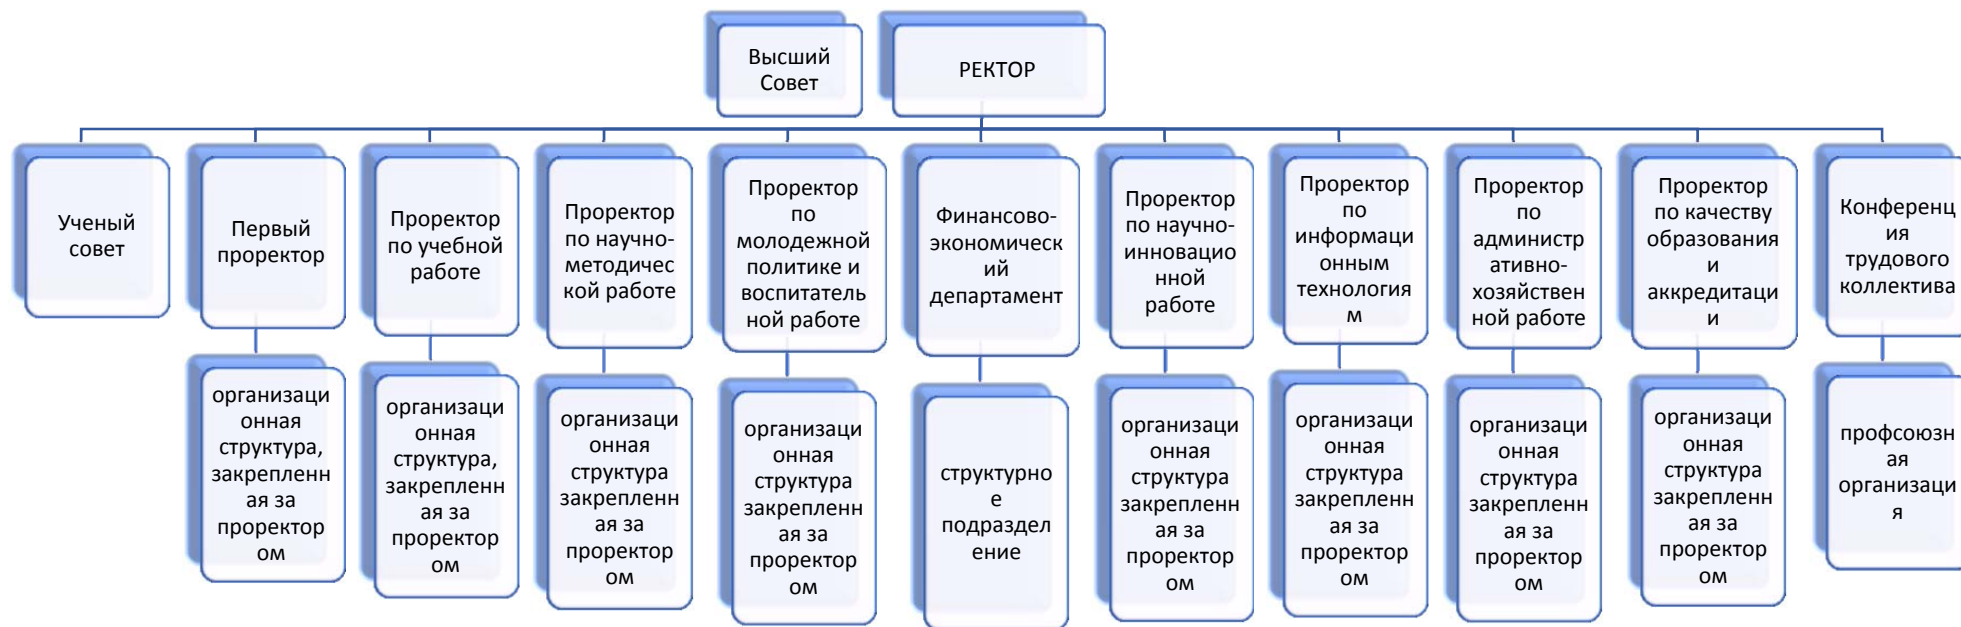 Высший
Совет
РЕКТОР
Ученый
совет
Первый
проректор
Проректор
по учебной
работе
Проректор
по научно-
методичес
кой работе
Проректор
по
молодежной
политике и
воспитатель
ной работе
Финансово-
экономическ
ий
департамент
Проректор
по научно-
инновацио
нной
работе
Проректор
по
информаци
онным
технология
м
Проректор
по
администр
ативно-
хозяйствен
ной работе
Проректор
по качеству
образования
и
аккредитаци
и
Конференц
ия
трудового
коллектива
организаци
онная
структура,
закрепленн
ая за
проректор
ом
организаци
онная
структура,
закрепленн
ая за
проректор
ом
организаци
онная
структура
закрепленн
ая за
проректор
ом
организаци
онная
структура
закрепленн
ая за
проректор
ом
структурно
е
подраздел
ение
организаци
онная
структура
закрепленн
ая за
проректор
ом
организаци
онная
структура
закрепленн
ая за
проректор
ом
организаци
онная
структура
закрепленн
ая за
проректор
ом
организаци
онная
структура
закрепленн
ая за
проректор
ом
профсоюзн
ая
организаци
я